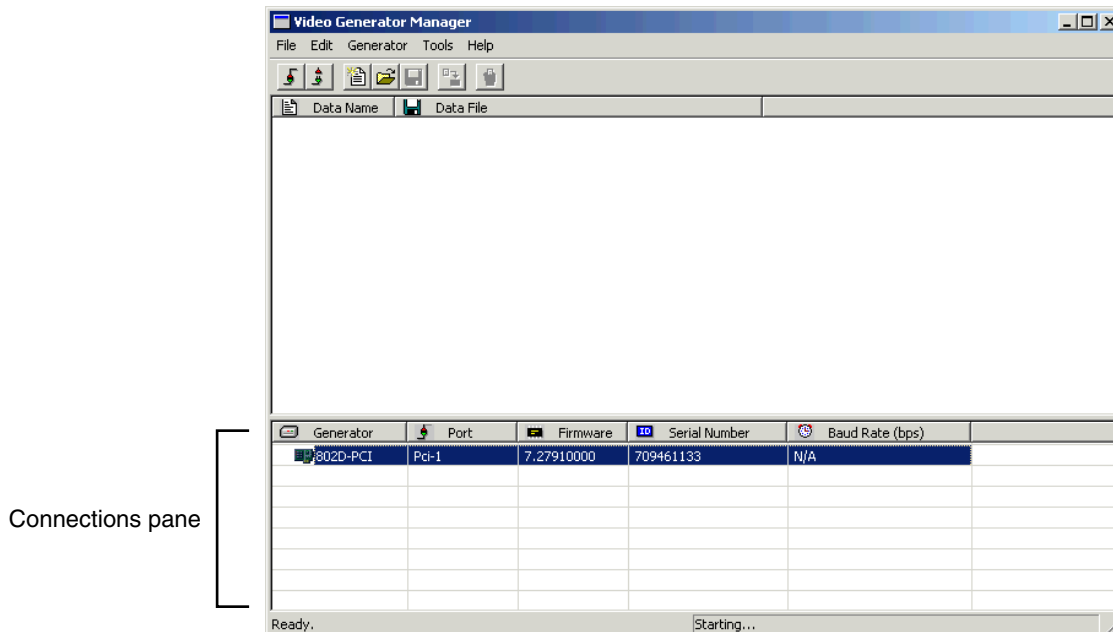 Video Generator Manager
File Edit Generator Tools Help
Data Name Data File
Generator Port Firmware ID Serial Number Baud Rate (bps)
802D-PCI Pci-1 7.27910000 709461133 N/A
Connections pane
Ready. Starting...